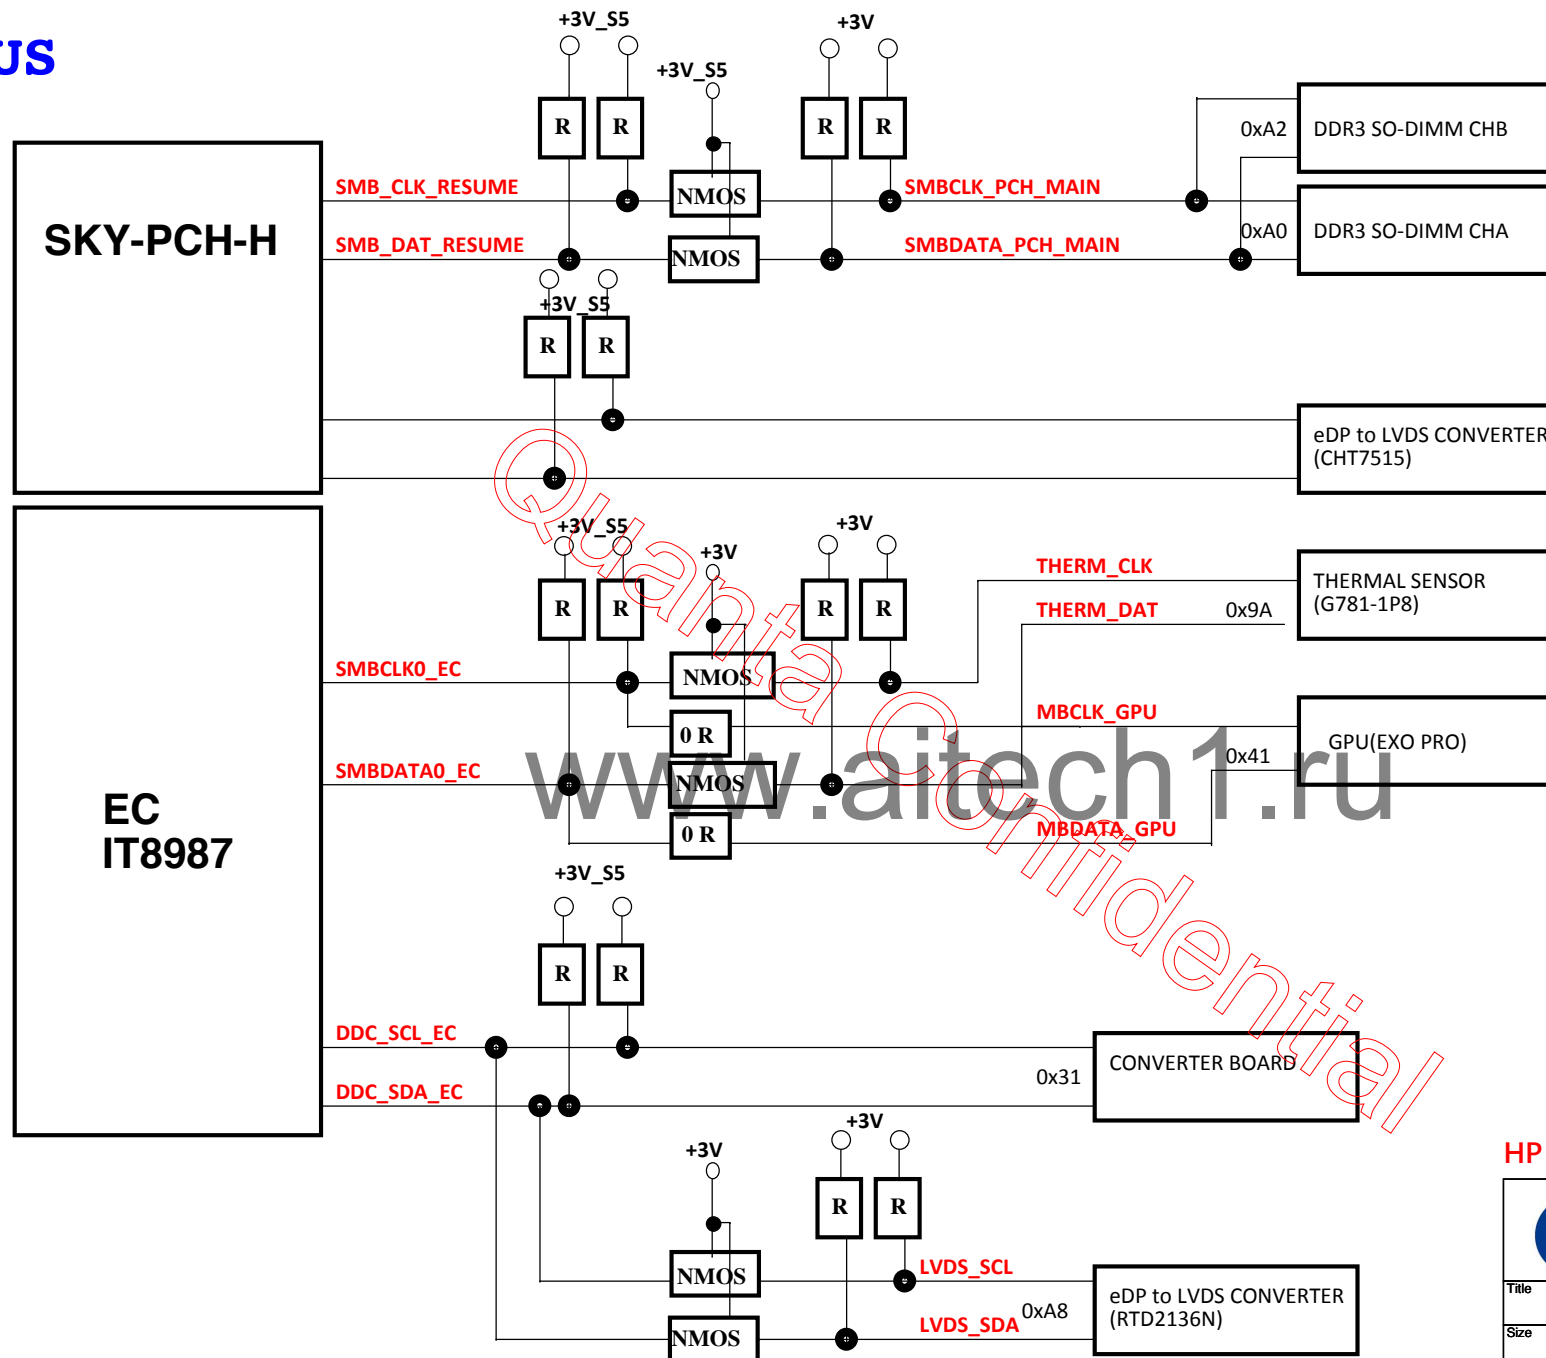 US
+3V_S5
+3V
+3V_S5
R
R
R
R
0xA2
DDR3 SO-DIMM CHB
SKY-PCH-H
SMB_CLK_RESUME
NMOS
SMBCLK_PCH_MAIN
SMB_DAT_RESUME
NMOS
SMBDATA_PCH_MAIN
0xA0
DDR3 SO-DIMM CHA
+3V_S5
R
R
eDP to LVDS CONVERTER
(CHT7515)
+3V_S5
+3V
+3V
R
R
R
R
THERM_CLK
THERM_DAT
0x9A
THERMAL SENSOR
(G781-1P8)
SMBCLK0_EC
NMOS
0 R
MBCLK_GPU
GPU(EXO PRO)
SMBDATA0_EC
NMOS
0x41
0 R
MBDATA_GPU
EC
IT8987
www.aitech1.ru
Quanta Confidential
+3V_S5
R
R
DDC_SCL_EC
DDC_SDA_EC
0x31
CONVERTER BOARD
+3V
+3V
R
R
NMOS
LVDS_SCL
NMOS
LVDS_SDA
0xA8
eDP to LVDS CONVERTER
(RTD2136N)
HP
Title
Size